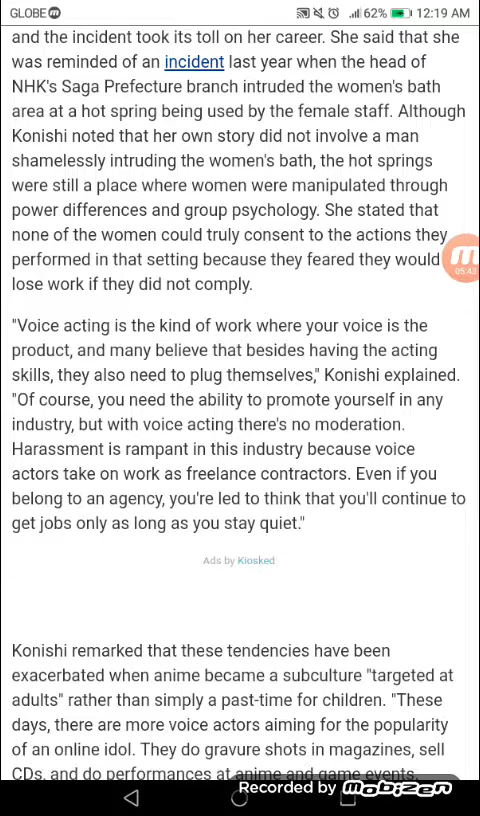 GLOBE 62% 12:19 AM
and the incident took its toll on her career. She said that she
was reminded of an incident last year when the head of
NHK's Saga Prefecture branch intruded the women's bath
area at a hot spring being used by the female staff. Although
Konishi noted that her own story did not involve a man
shamelessly intruding the women's bath, the hot springs
were still a place where women were manipulated through
power differences and group psychology. She stated that
none of the women could truly consent to the actions they
performed in that setting because they feared they would
05:43
lose work if they did not comply.
"Voice acting is the kind of work where your voice is the
product, and many believe that besides having the acting
skills, they also need to plug themselves," Konishi explained.
"Of course, you need the ability to promote yourself in any
industry, but with voice acting there's no moderation.
Harassment is rampant in this industry because voice
actors take on work as freelance contractors. Even if you
belong to an agency, you're led to think that you'll continue to
get jobs only as long as you stay quiet."
Ads by Kiosked
Konishi remarked that these tendencies have been
exacerbated when anime became a subculture "targeted at
adults" rather than simply a past-time for children. "These
days, there are more voice actors aiming for the popularity
of an online idol. They do gravure shots in magazines, sell
CDs, and do performances at anime and game events.
Recorded by mobizen